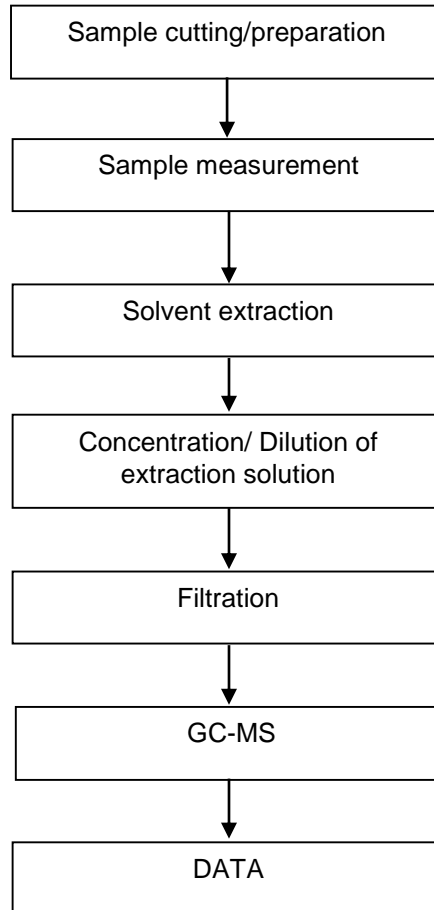 Sample cutting/preparation
Sample measurement
Solvent extraction
Concentration/ Dilution of
extraction solution
Filtration
GC-MS
DATA